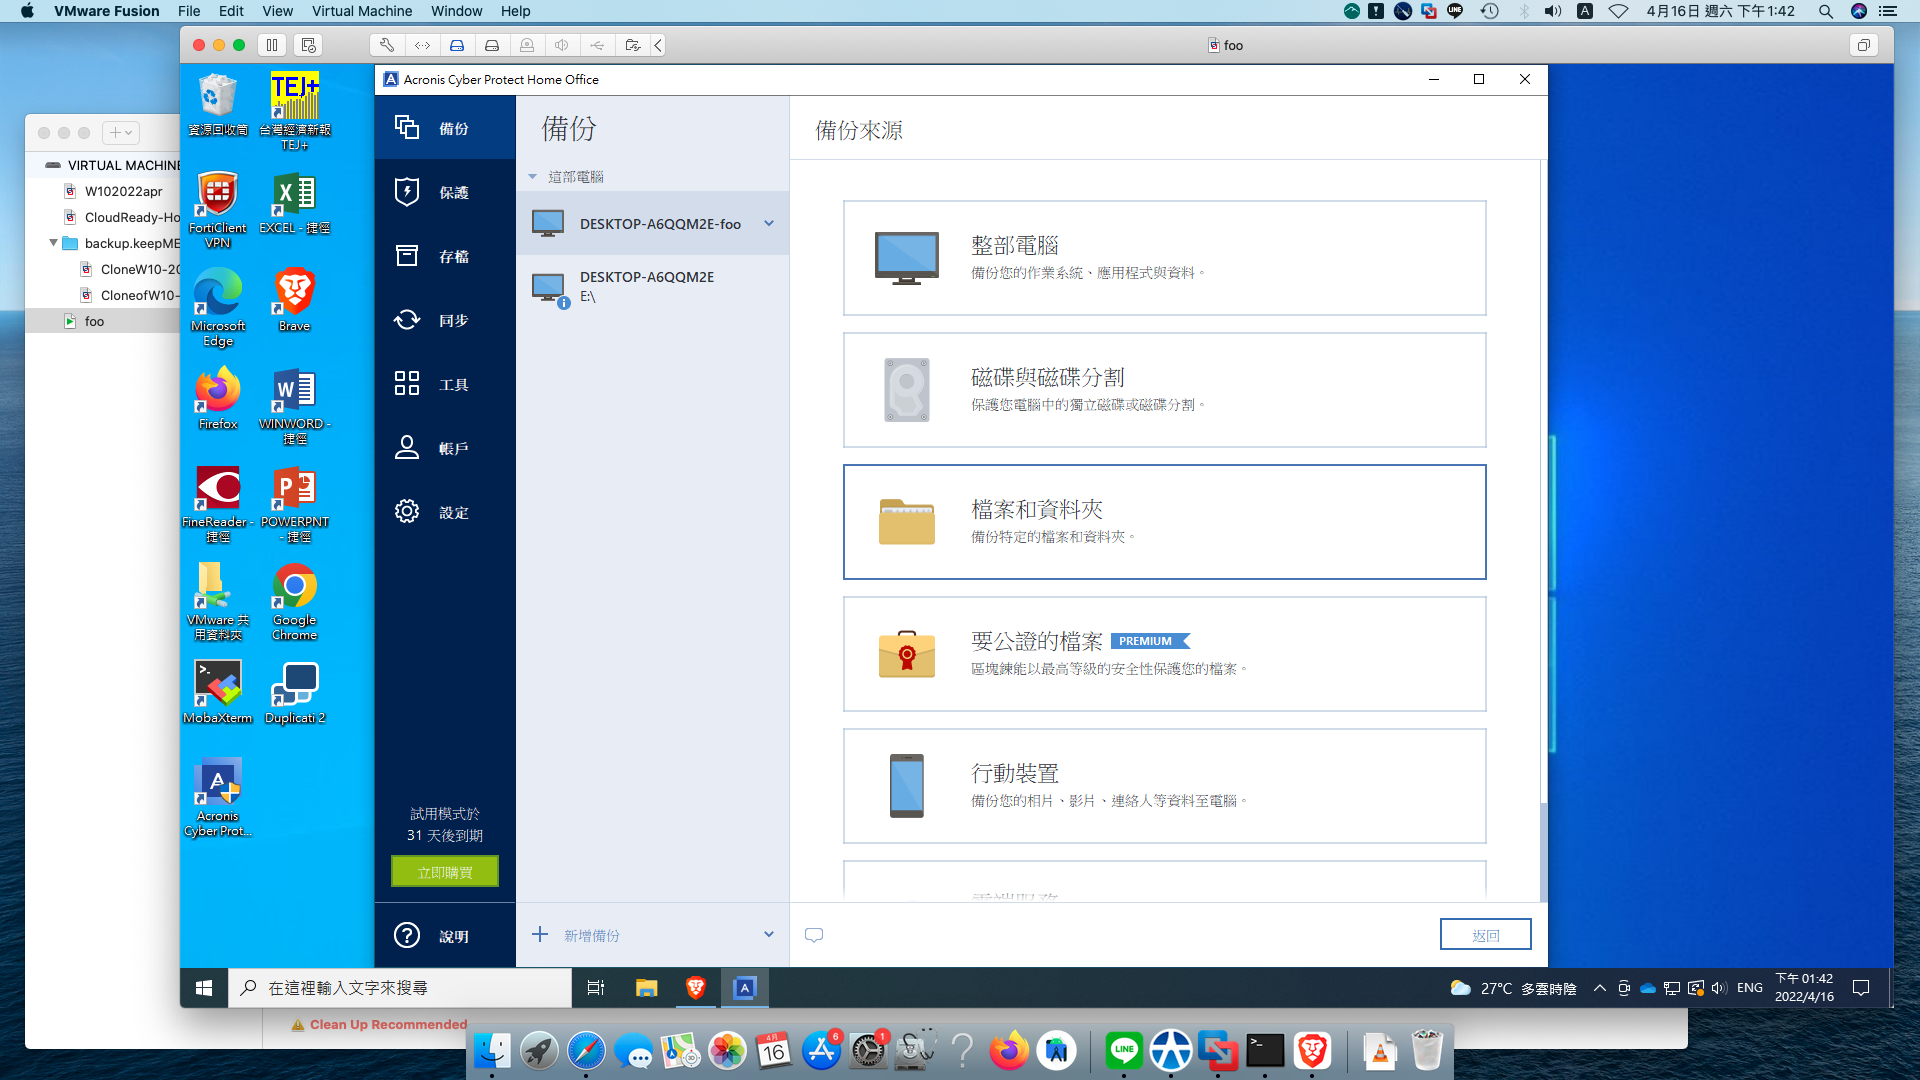 VMware Fusion File Edit View Virtual Machine Window Help
4月16日 週六 下午1:42
foo
VIRTUAL MACHINE
W102022apr
CloudReady-Ho
backup.keepME
CloneW10-20
CloneofW10-
foo
資源回收筒
台灣經濟新報 TEJ+
FortiClient VPN
EXCEL - 捷徑
Microsoft Edge
Brave
Firefox
WINWORD - 捷徑
FineReader - 捷徑
POWERPNT - 捷徑
VMware 共用資料夾
Google Chrome
MobaXterm
Duplicati 2
Acronis Cyber Prot...
Acronis Cyber Protect Home Office
備份
保護
存檔
同步
工具
帳戶
設定
試用模式於
31 天後到期
立即購買
說明
備份
這部電腦
DESKTOP-A6QQM2E-foo
DESKTOP-A6QQM2E
E:\
新增備份
備份來源
整部電腦
備份您的作業系統、應用程式與資料。
磁碟與磁碟分割
保護您電腦中的獨立磁碟或磁碟分割。
檔案和資料夾
備份特定的檔案和資料夾。
要公證的檔案 PREMIUM
區塊鍊能以最高等級的安全性保護您的檔案。
行動裝置
備份您的相片、影片、連絡人等資料至電腦。
返回
在這裡輸入文字來搜尋
27°C 多雲時陰
ENG
下午 01:42
2022/4/16
Clean Up Recommended
4月
16
6
1
LINE